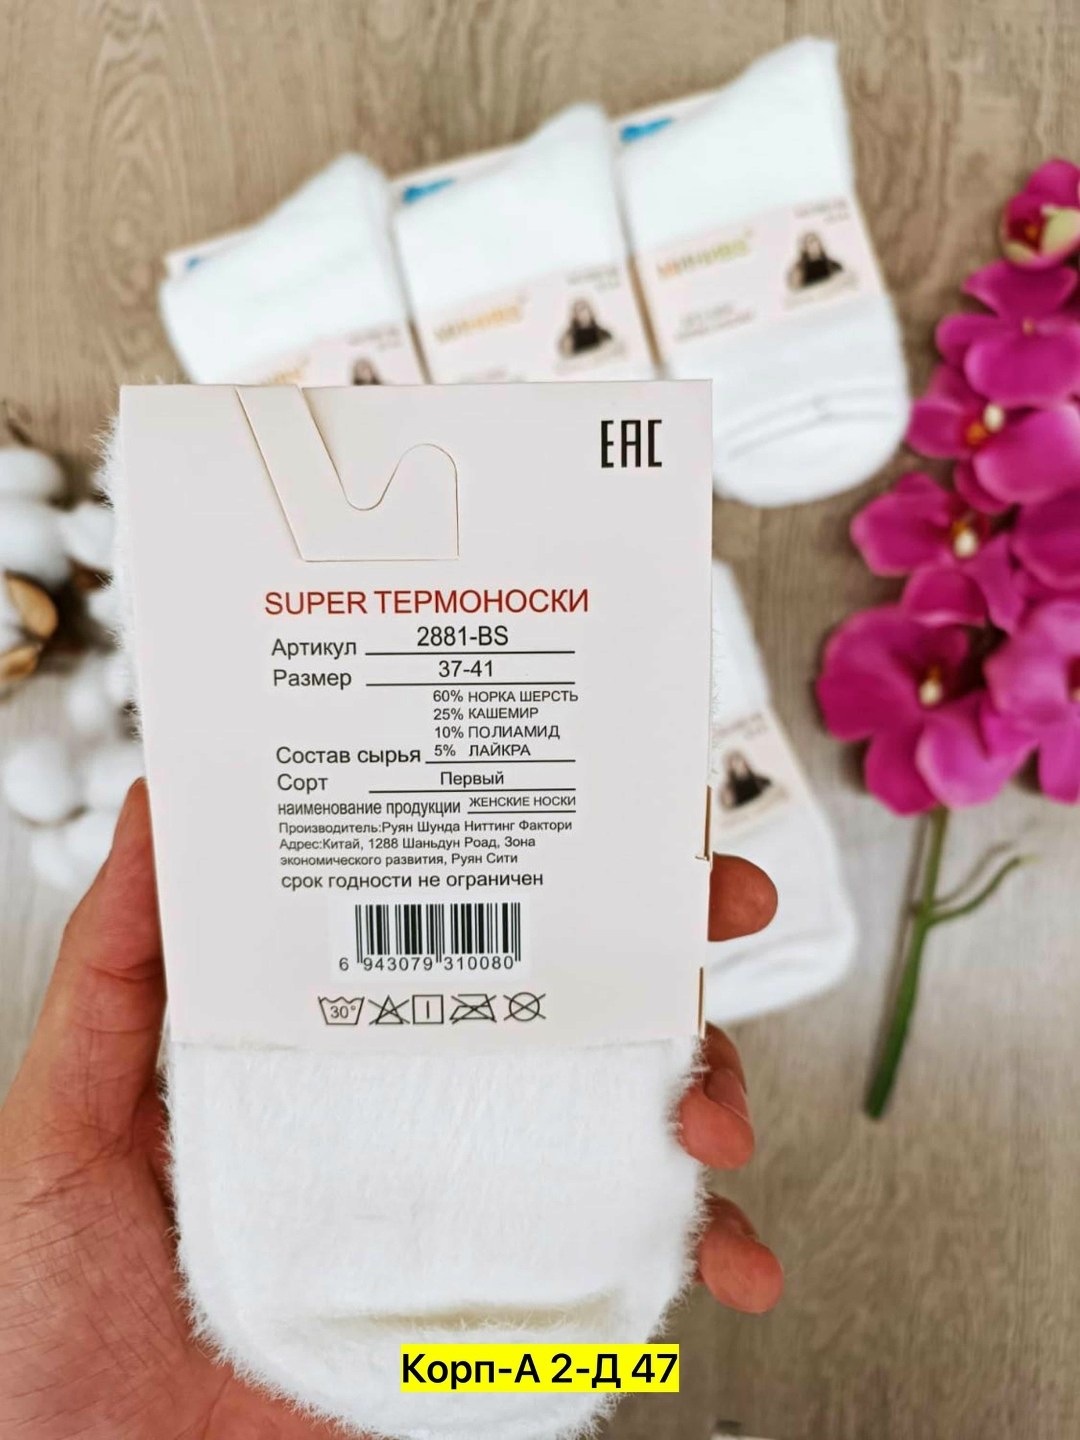 EAC
SUPER ТЕРМОНОСКИ
Артикул 2881-BS
Размер 37-41
60% НОРКА ШЕРСТЬ
25% КАШЕМИР
10% ПОЛИАМИД
Состав сырья 5% ЛАЙКРА
Сорт Первый
наименование продукции ЖЕНСКИЕ НОСКИ
Производитель:Руян Шунда Ниттинг Фактори
Адрес:Китай, 1288 Шаньдун Роад, Зона
экономического развития, Руян Сити
срок годности не ограничен
6 943079 310080
30°
Корп-А 2-Д 47